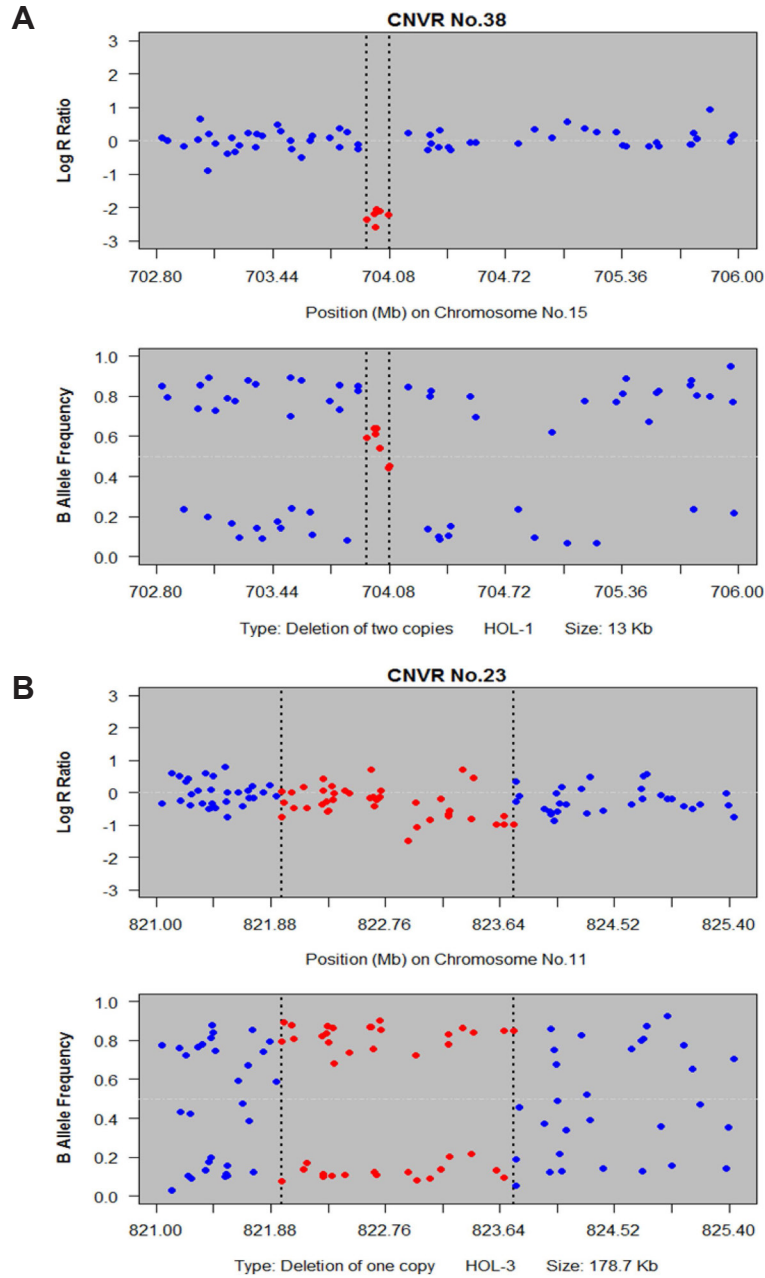 A
CNVR No.38
3
2
1
0
-1
-2
-3
Log R Ratio
702.80 703.44 704.08 704.72 705.36 706.00
Position (Mb) on Chromosome No.15
1.0
0.8
0.6
0.4
0.2
0.0
B Allele Frequency
702.80 703.44 704.08 704.72 705.36 706.00
Type: Deletion of two copies HOL-1 Size: 13 Kb
B
CNVR No.23
3
2
1
0
-1
-2
-3
Log R Ratio
821.00 821.88 822.76 823.64 824.52 825.40
Position (Mb) on Chromosome No.11
1.0
0.8
0.6
0.4
0.2
0.0
B Allele Frequency
821.00 821.88 822.76 823.64 824.52 825.40
Type: Deletion of one copy HOL-3 Size: 178.7 Kb